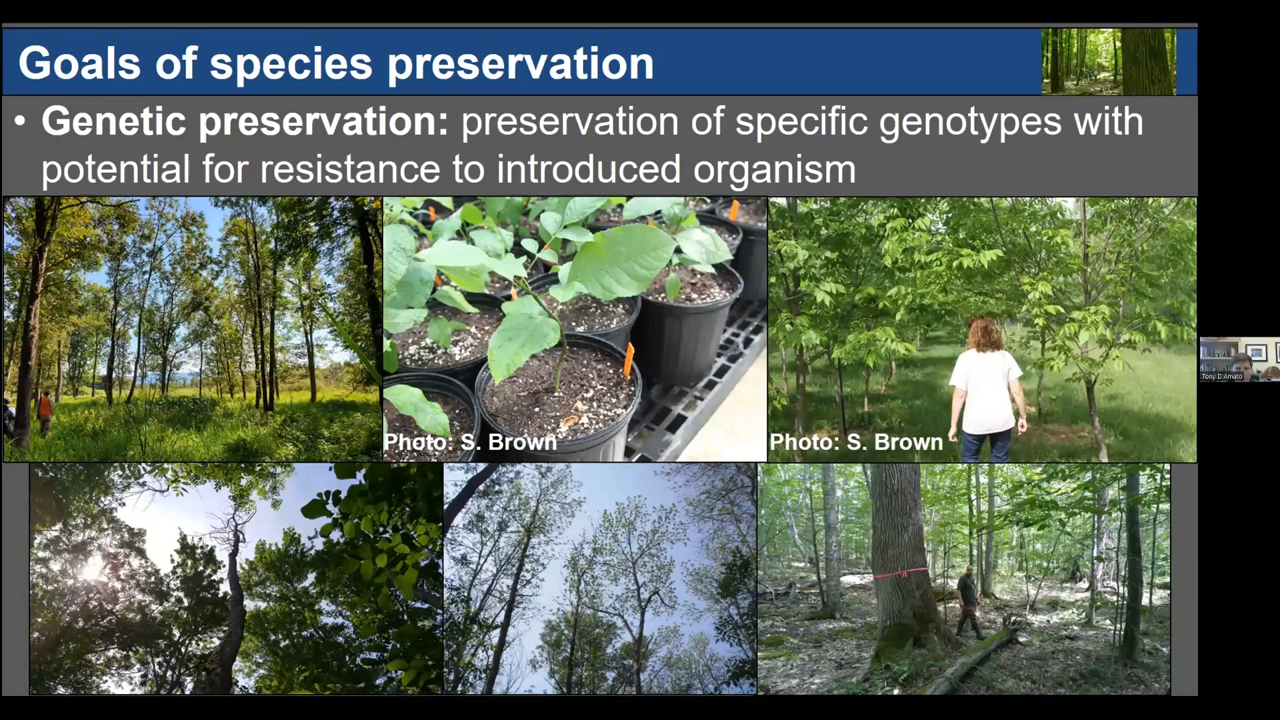 Goals of species preservation
• Genetic preservation: preservation of specific genotypes with
potential for resistance to introduced organism
Photo: S. Brown
Photo: S. Brown
Tony D'Amato